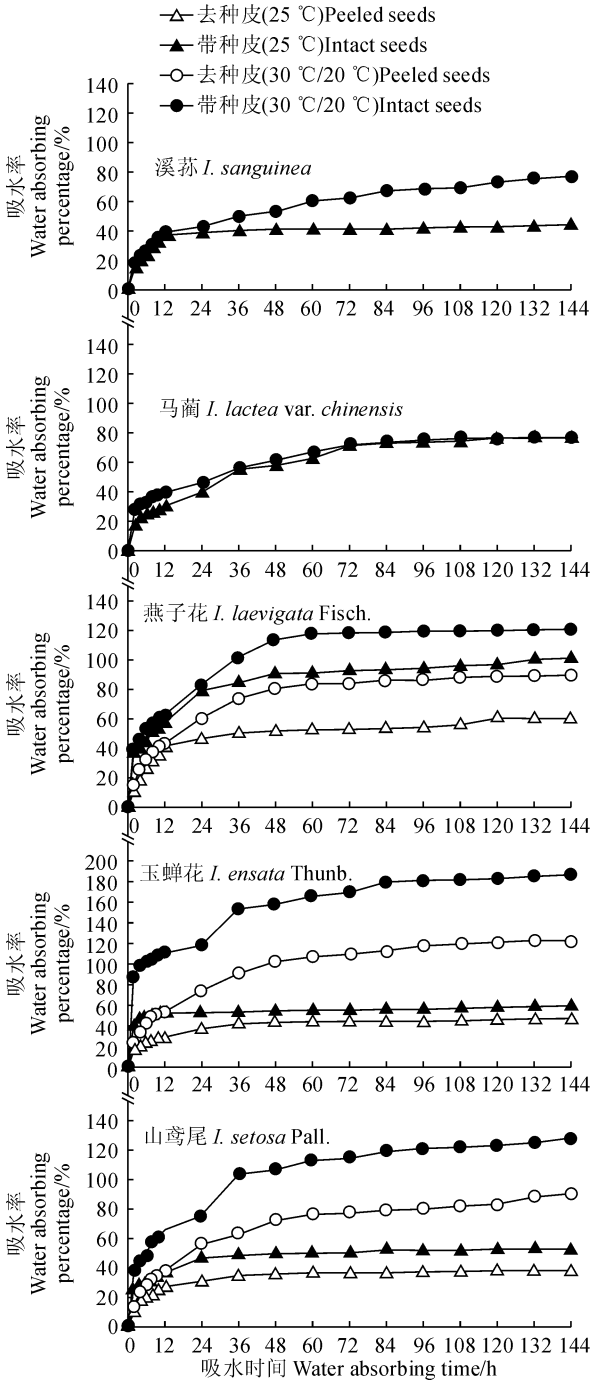 去种皮(25 ℃)Peeled seeds
带种皮(25 ℃)Intact seeds
去种皮(30 ℃/20 ℃)Peeled seeds
带种皮(30 ℃/20 ℃)Intact seeds
吸水率
Water absorbing
percentage/%
140
120
100
80
60
40
20
0
溪荪 I. sanguinea
0 12 24 36 48 60 72 84 96 108 120 132 144
吸水率
Water absorbing
percentage/%
140
120
100
80
60
40
20
0
马蔺 I. lactea var. chinensis
0 12 24 36 48 60 72 84 96 108 120 132 144
吸水率
Water absorbing
percentage/%
140
120
100
80
60
40
20
0
燕子花 I. laevigata Fisch.
0 12 24 36 48 60 72 84 96 108 120 132 144
吸水率
Water absorbing
percentage/%
200
180
160
140
120
100
80
60
40
20
0
玉蝉花 I. ensata Thunb.
0 12 24 36 48 60 72 84 96 108 120 132 144
吸水率
Water absorbing
percentage/%
140
120
100
80
60
40
20
0
山鸢尾 I. setosa Pall.
0 12 24 36 48 60 72 84 96 108 120 132 144
吸水时间 Water absorbing time/h